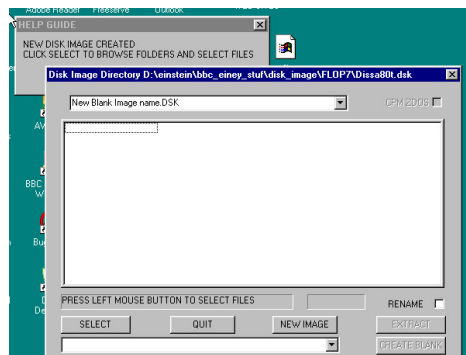 Adobe Reader Freeserve Outlook
HELP GUIDE
NEW DISK IMAGE CREATED
CLICK SELECT TO BROWSE FOLDERS AND SELECT FILES
Disk Image Directory D:\einstein\bbc_einey_stuf\disk_image\FLOP7\Dissa80t.dsk
New Blank Image name.DSK
CPM2DOS
AV
BBC
W
Bu
PRESS LEFT MOUSE BUTTON TO SELECT FILES
RENAME
De
SELECT QUIT NEW IMAGE EXTRACT
CREATE BLANK